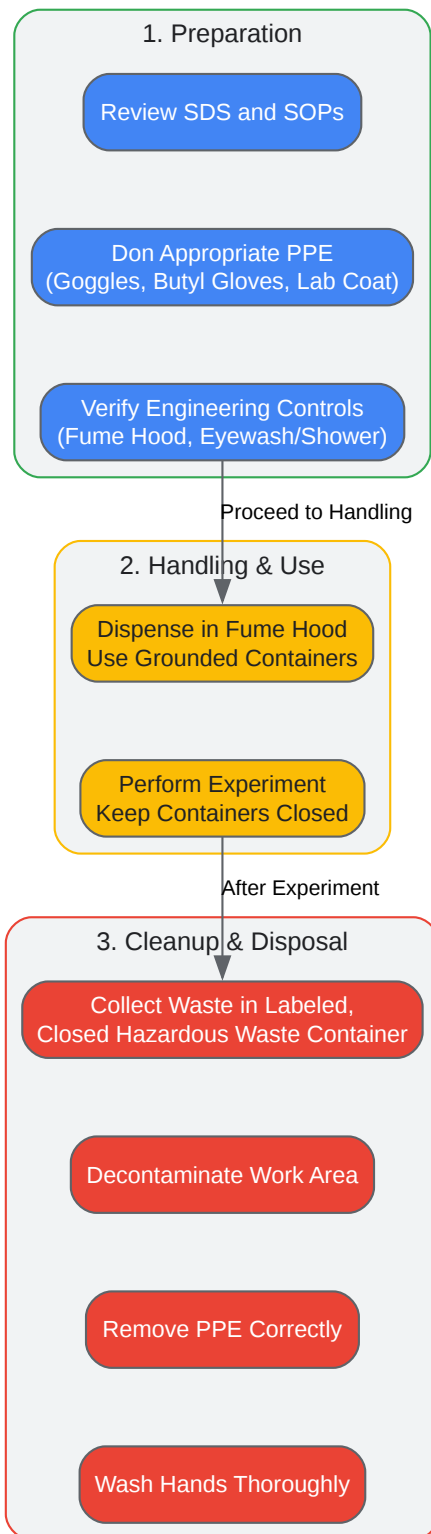 1. Preparation
Review SDS and SOPs
Don Appropriate PPE
(Goggles, Butyl Gloves, Lab Coat)
Verify Engineering Controls
(Fume Hood, Eyewash/Shower)
Proceed to Handling
2. Handling & Use
Dispense in Fume Hood
Use Grounded Containers
Perform Experiment
Keep Containers Closed
After Experiment
3. Cleanup & Disposal
Collect Waste in Labeled,
Closed Hazardous Waste Container
Decontaminate Work Area
Remove PPE Correctly
Wash Hands Thoroughly